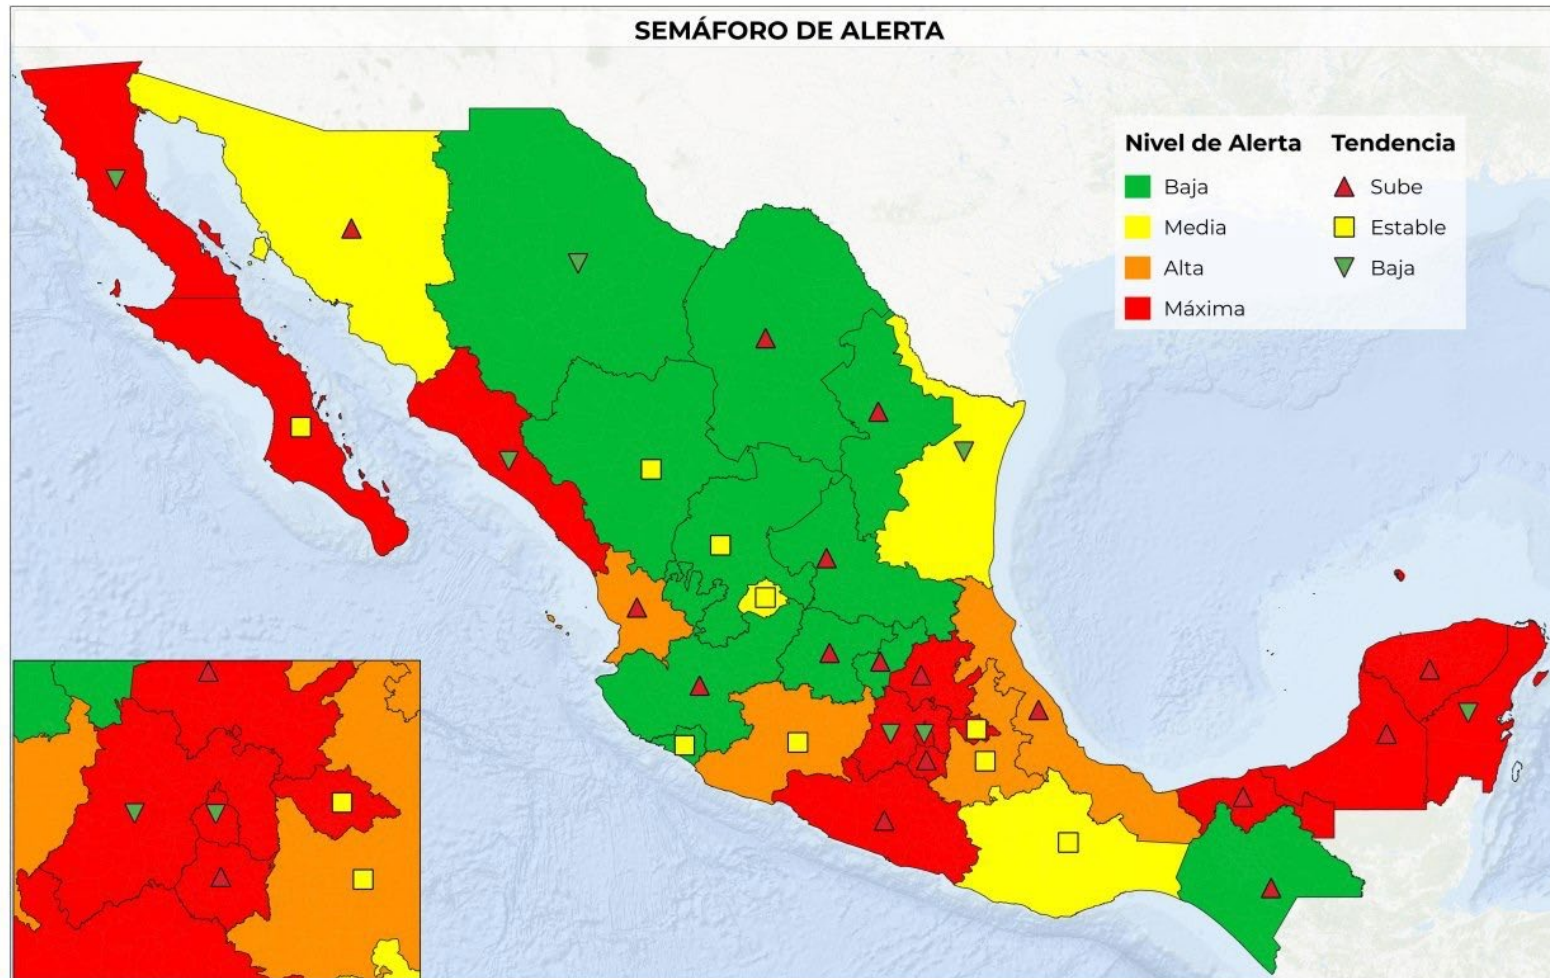 SEMÁFORO DE ALERTA
Nivel de Alerta
Baja
Media
Alta
Máxima
Tendencia
Sube
Estable
Baja